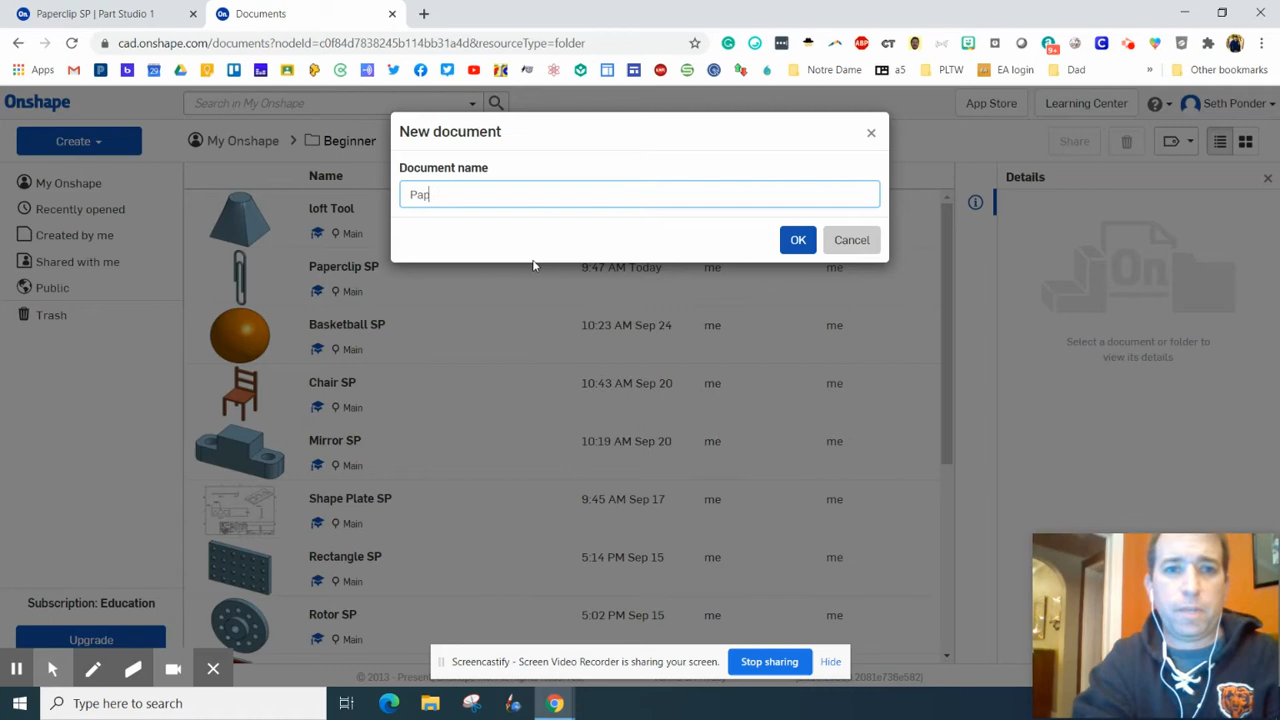 Paperclip SP | Part Studio 1
Documents
cad.onshape.com/documents?nodeId=c0f84d7838245b114bb31a4d&resourceType=folder
Apps
Notre Dame
a5
PLTW
EA login
Dad
Other bookmarks
Onshape
Search in My Onshape
App Store
Learning Center
Seth Ponder
Create
My Onshape
Beginner
Share
New document
Document name
Pap
OK
Cancel
My Onshape
Recently opened
Created by me
Shared with me
Public
Trash
Name
loft Tool
Main
Paperclip SP
9:47 AM Today
me
me
Main
Basketball SP
10:23 AM Sep 24
me
me
Main
Chair SP
10:43 AM Sep 20
me
me
Main
Mirror SP
10:19 AM Sep 20
me
me
Main
Shape Plate SP
9:45 AM Sep 17
me
me
Main
Rectangle SP
5:14 PM Sep 15
me
me
Main
Rotor SP
5:02 PM Sep 15
me
me
Main
Details
Select a document or folder to
view its details
Subscription: Education
Upgrade
Screencastify - Screen Video Recorder is sharing your screen.
Stop sharing
Hide
© 2013 - Present
Type here to search